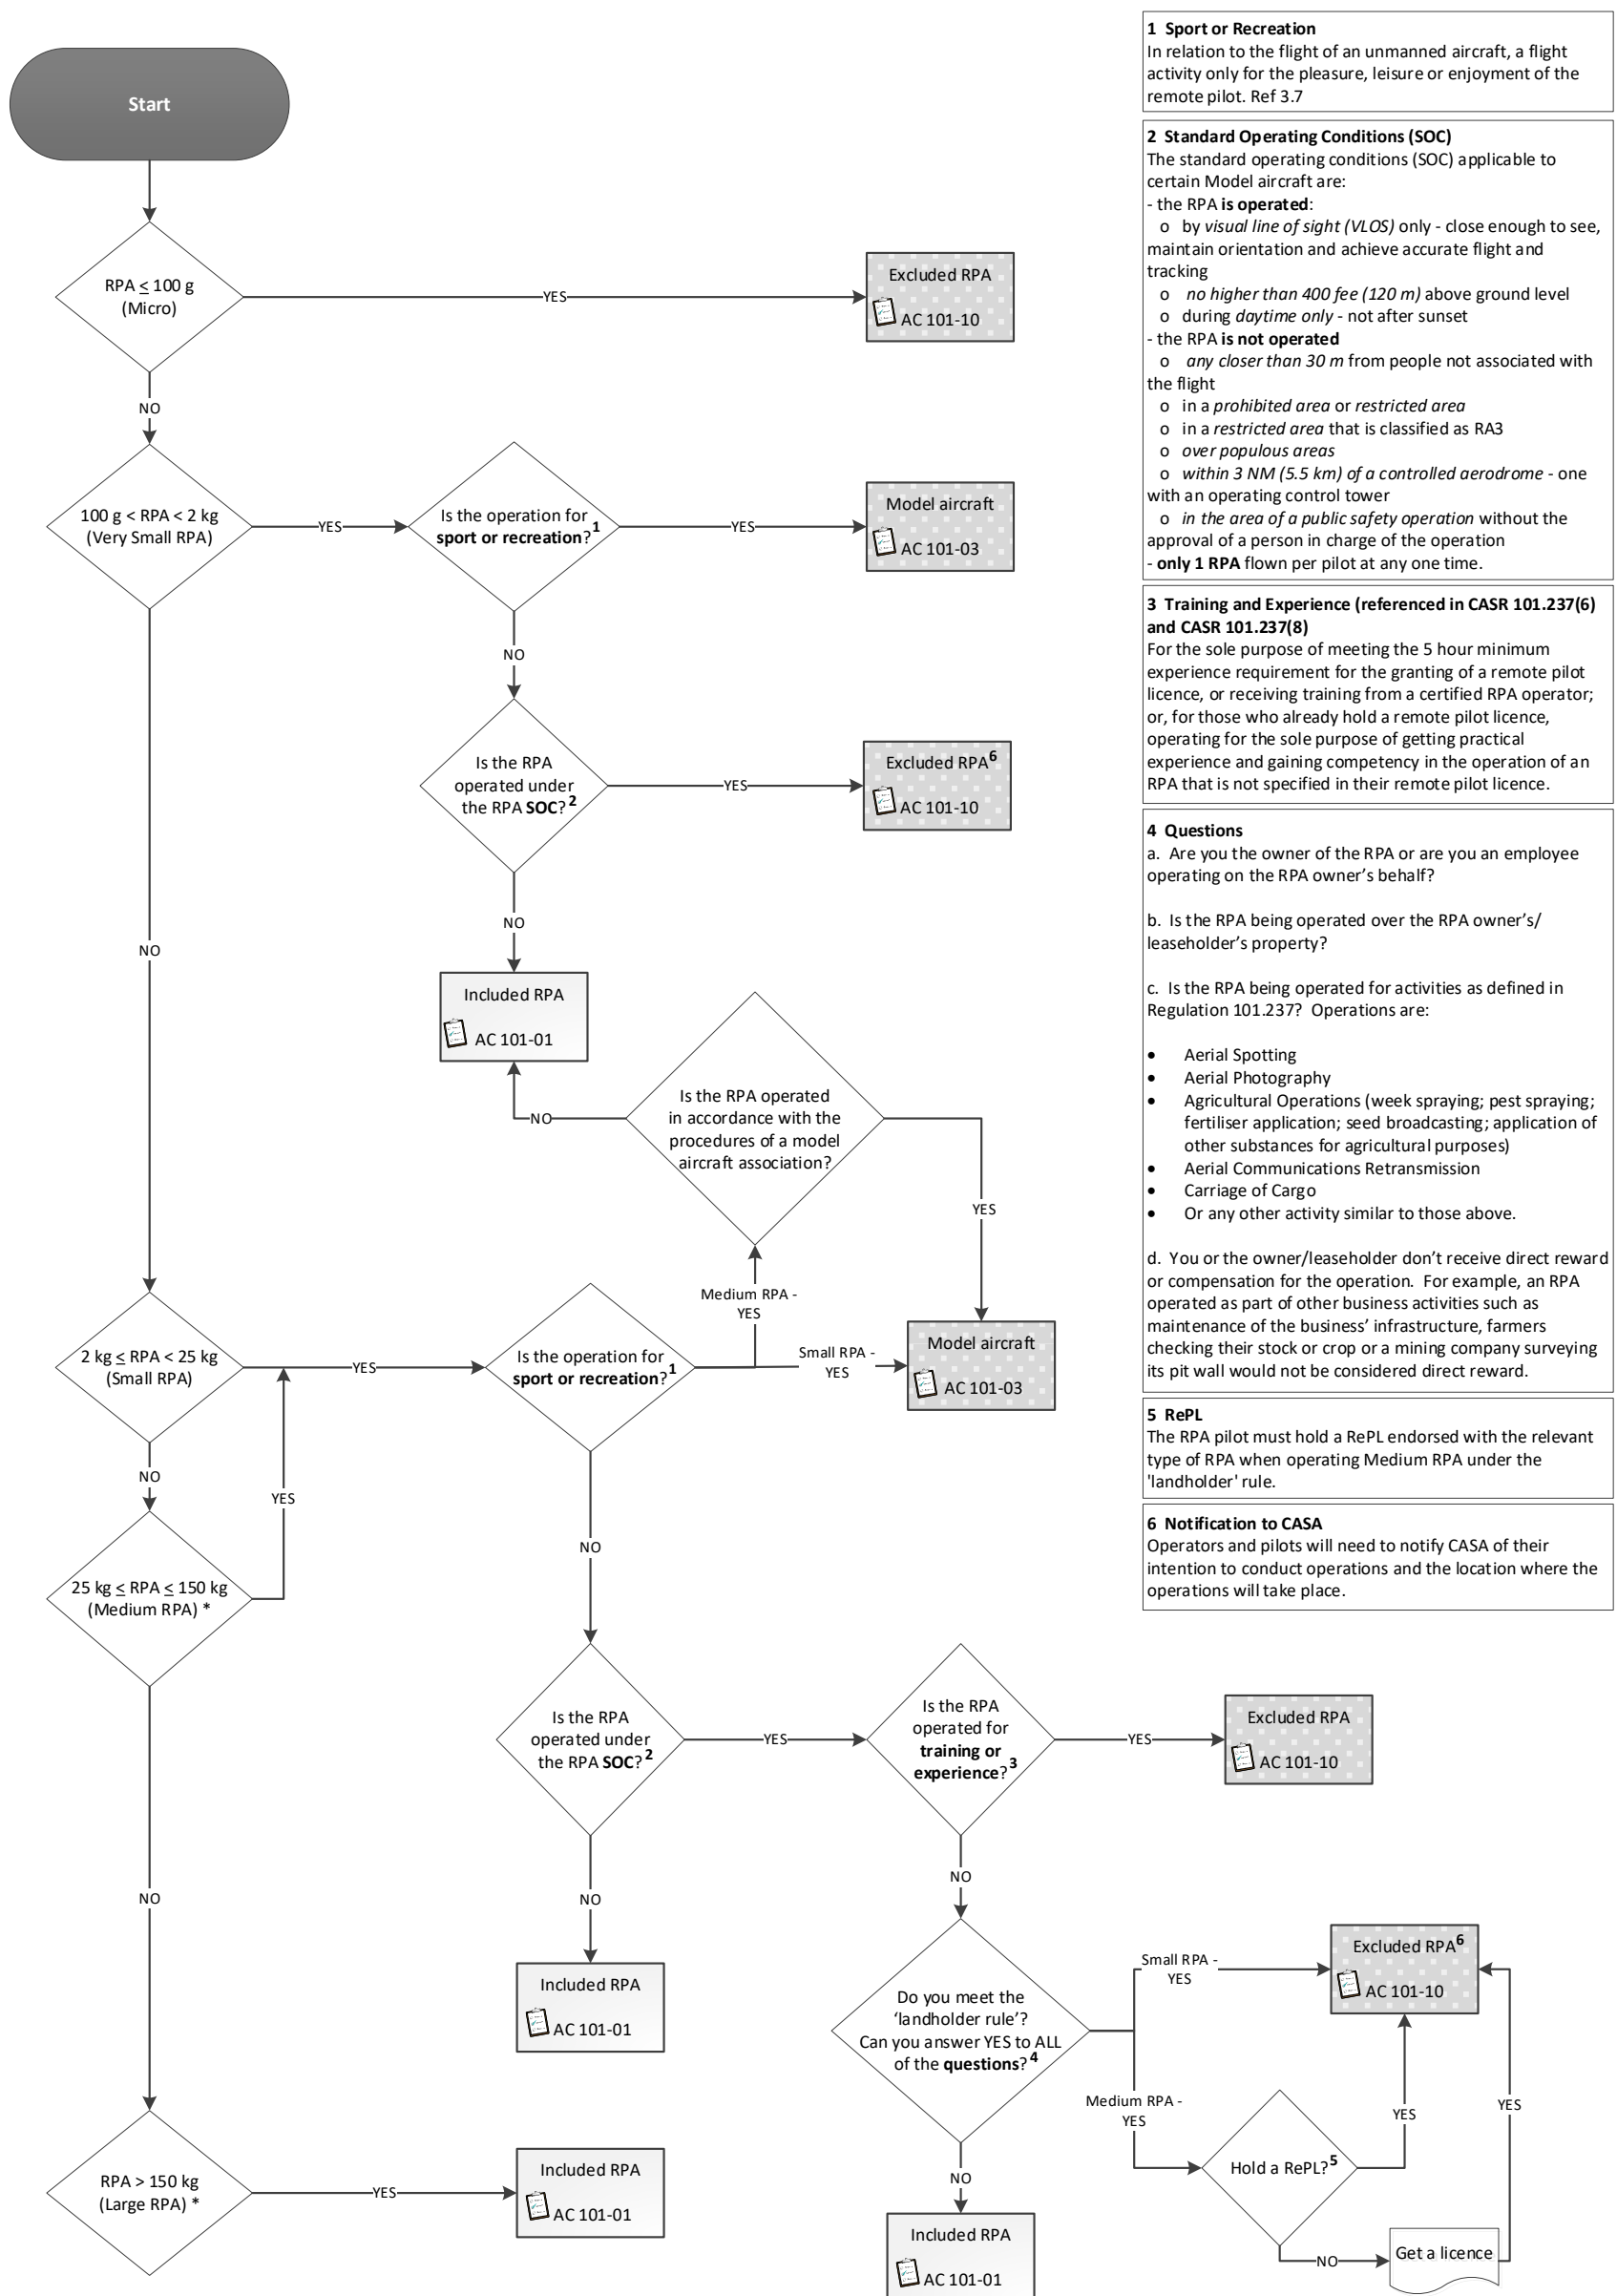 Start
RPA ≤ 100 g
(Micro)
YES
Excluded RPA
AC 101-10
NO
100 g < RPA < 2 kg
(Very Small RPA)
YES
Is the operation for
sport or recreation?1
YES
Model aircraft
AC 101-03
NO
Is the RPA
operated under
the RPA SOC?2
YES
Excluded RPA6
AC 101-10
NO
NO
Included RPA
AC 101-01
Is the RPA operated
in accordance with the
procedures of a model
aircraft association?
NO
YES
Medium RPA -
YES
2 kg ≤ RPA < 25 kg
(Small RPA)
YES
Is the operation for
sport or recreation?1
Small RPA -
YES
Model aircraft
AC 101-03
NO
YES
25 kg ≤ RPA ≤ 150 kg
(Medium RPA) *
NO
Is the RPA
operated under
the RPA SOC?2
YES
Is the RPA
operated for
training or
experience?3
YES
Excluded RPA
AC 101-10
NO
NO
NO
Included RPA
AC 101-01
Do you meet the
‘landholder rule’?
Can you answer YES to ALL
of the questions?4
Small RPA -
YES
Excluded RPA6
AC 101-10
Medium RPA -
YES
YES
YES
Hold a RePL?5
NO
Get a licence
NO
Included RPA
AC 101-01
RPA > 150 kg
(Large RPA) *
YES
Included RPA
AC 101-01
1 Sport or Recreation
In relation to the flight of an unmanned aircraft, a flight
activity only for the pleasure, leisure or enjoyment of the
remote pilot. Ref 3.7
2 Standard Operating Conditions (SOC)
The standard operating conditions (SOC) applicable to
certain Model aircraft are:
- the RPA is operated:
o by visual line of sight (VLOS) only - close enough to see,
maintain orientation and achieve accurate flight and
tracking
o no higher than 400 fee (120 m) above ground level
o during daytime only - not after sunset
- the RPA is not operated
o any closer than 30 m from people not associated with
the flight
o in a prohibited area or restricted area
o in a restricted area that is classified as RA3
o over populous areas
o within 3 NM (5.5 km) of a controlled aerodrome - one
with an operating control tower
o in the area of a public safety operation without the
approval of a person in charge of the operation
- only 1 RPA flown per pilot at any one time.
3 Training and Experience (referenced in CASR 101.237(6)
and CASR 101.237(8)
For the sole purpose of meeting the 5 hour minimum
experience requirement for the granting of a remote pilot
licence, or receiving training from a certified RPA operator;
or, for those who already hold a remote pilot licence,
operating for the sole purpose of getting practical
experience and gaining competency in the operation of an
RPA that is not specified in their remote pilot licence.
4 Questions
a. Are you the owner of the RPA or are you an employee
operating on the RPA owner’s behalf?
b. Is the RPA being operated over the RPA owner’s/
leaseholder’s property?
c. Is the RPA being operated for activities as defined in
Regulation 101.237? Operations are:
• Aerial Spotting
• Aerial Photography
• Agricultural Operations (week spraying; pest spraying;
fertiliser application; seed broadcasting; application of
other substances for agricultural purposes)
• Aerial Communications Retransmission
• Carriage of Cargo
• Or any other activity similar to those above.
d. You or the owner/leaseholder don’t receive direct reward
or compensation for the operation. For example, an RPA
operated as part of other business activities such as
maintenance of the business’ infrastructure, farmers
checking their stock or crop or a mining company surveying
its pit wall would not be considered direct reward.
5 RePL
The RPA pilot must hold a RePL endorsed with the relevant
type of RPA when operating Medium RPA under the
'landholder' rule.
6 Notification to CASA
Operators and pilots will need to notify CASA of their
intention to conduct operations and the location where the
operations will take place.